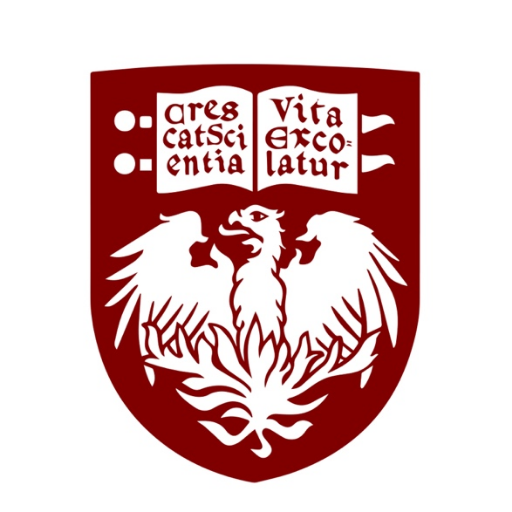 Cres
catSci
entia
Vita
Exco=
latur